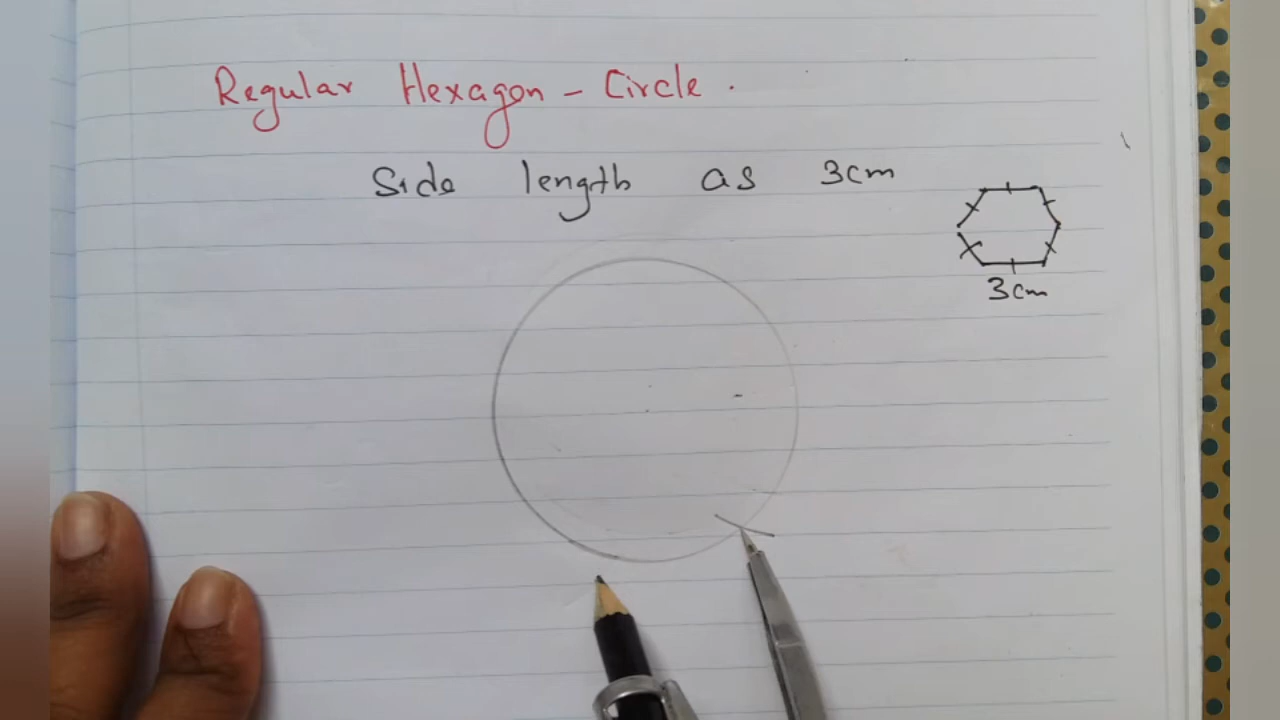 Regular Hexagon - Circle.
Side length as 3cm
3cm